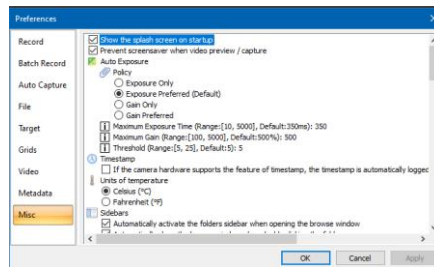 Preferences
Record
Batch Record
Auto Capture
File
Target
Grids
Video
Metadata
Misc
Show the splash screen on startup
Prevent screensaver when video preview / capture
Auto Exposure
Policy
Exposure Only
Exposure Preferred (Default)
Gain Only
Gain Preferred
Maximum Exposure Time (Range:[10, 5000], Default:350ms): 350
Maximum Gain (Range:[100, 5000], Default:500%): 500
Threshold (Range:[5, 25], Default:5): 5
Timestamp
If the camera hardware supports the feature of timestamp, the timestamp is automatically logged
Units of temperature
Celsius (°C)
Fahrenheit (°F)
Sidebars
Automatically activate the folders sidebar when opening the browse window
OK
Cancel
Apply